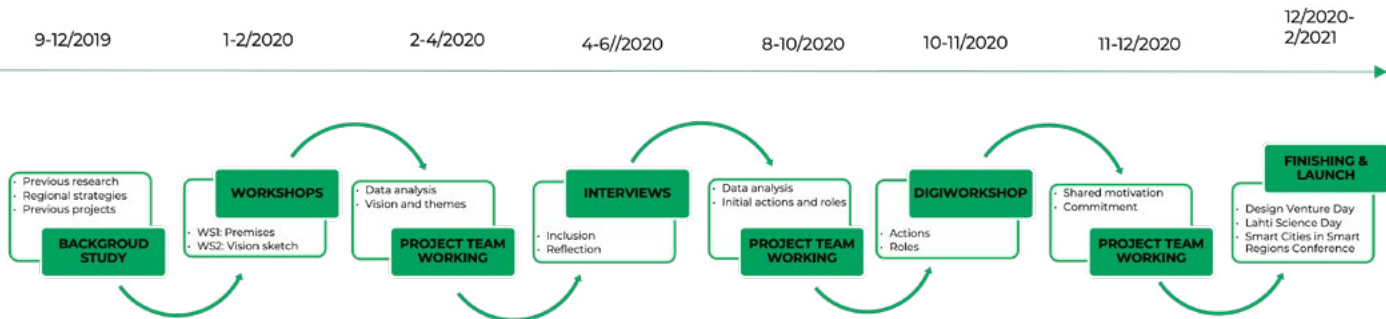 9-12/2019
1-2/2020
2-4/2020
4-6//2020
8-10/2020
10-11/2020
11-12/2020
12/2020-
2/2021
• Previous research
• Regional strategies
• Previous projects
BACKGROUD
STUDY
WORKSHOPS
• WS1: Premises
• WS2: Vision sketch
• Data analysis
• Vision and themes
PROJECT TEAM
WORKING
INTERVIEWS
• Inclusion
• Reflection
• Data analysis
• Initial actions and roles
PROJECT TEAM
WORKING
DIGIWORKSHOP
• Actions
• Roles
• Shared motivation
• Commitment
PROJECT TEAM
WORKING
FINISHING &
LAUNCH
• Design Venture Day
• Lahti Science Day
• Smart Cities in Smart
Regions Conference